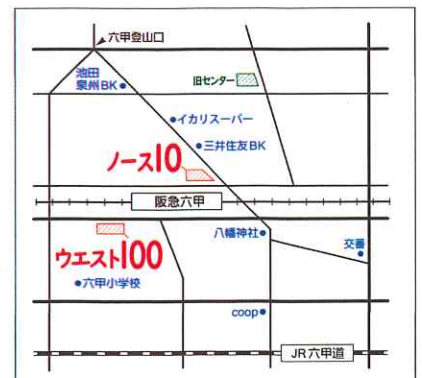 六甲登山口
池田
泉州BK
旧センター
イカリスーパー
三井住友BK
ノース10
阪急六甲
八幡神社
ウエスト100
交番
六甲小学校
coop
JR六甲道